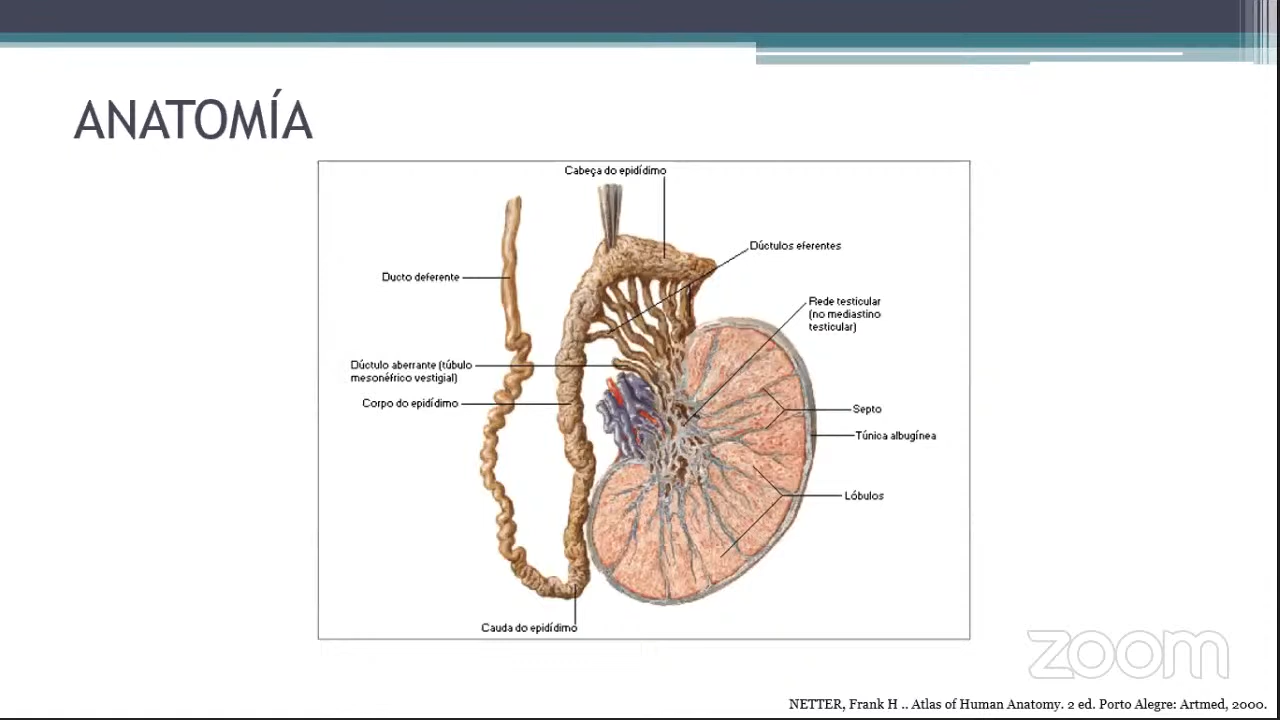 ANATOMÍA
Cabeça do epidídimo
Dúctulos eferentes
Ducto deferente
Rede testicular
(no mediastino
testicular)
Dúctulo aberrante (túbulo
mesonéfrico vestigial)
Corpo do epidídimo
Septo
Túnica albugínea
Lóbulos
Cauda do epidídimo
zoom
NETTER, Frank H .. Atlas of Human Anatomy. 2 ed. Porto Alegre: Artmed, 2000.